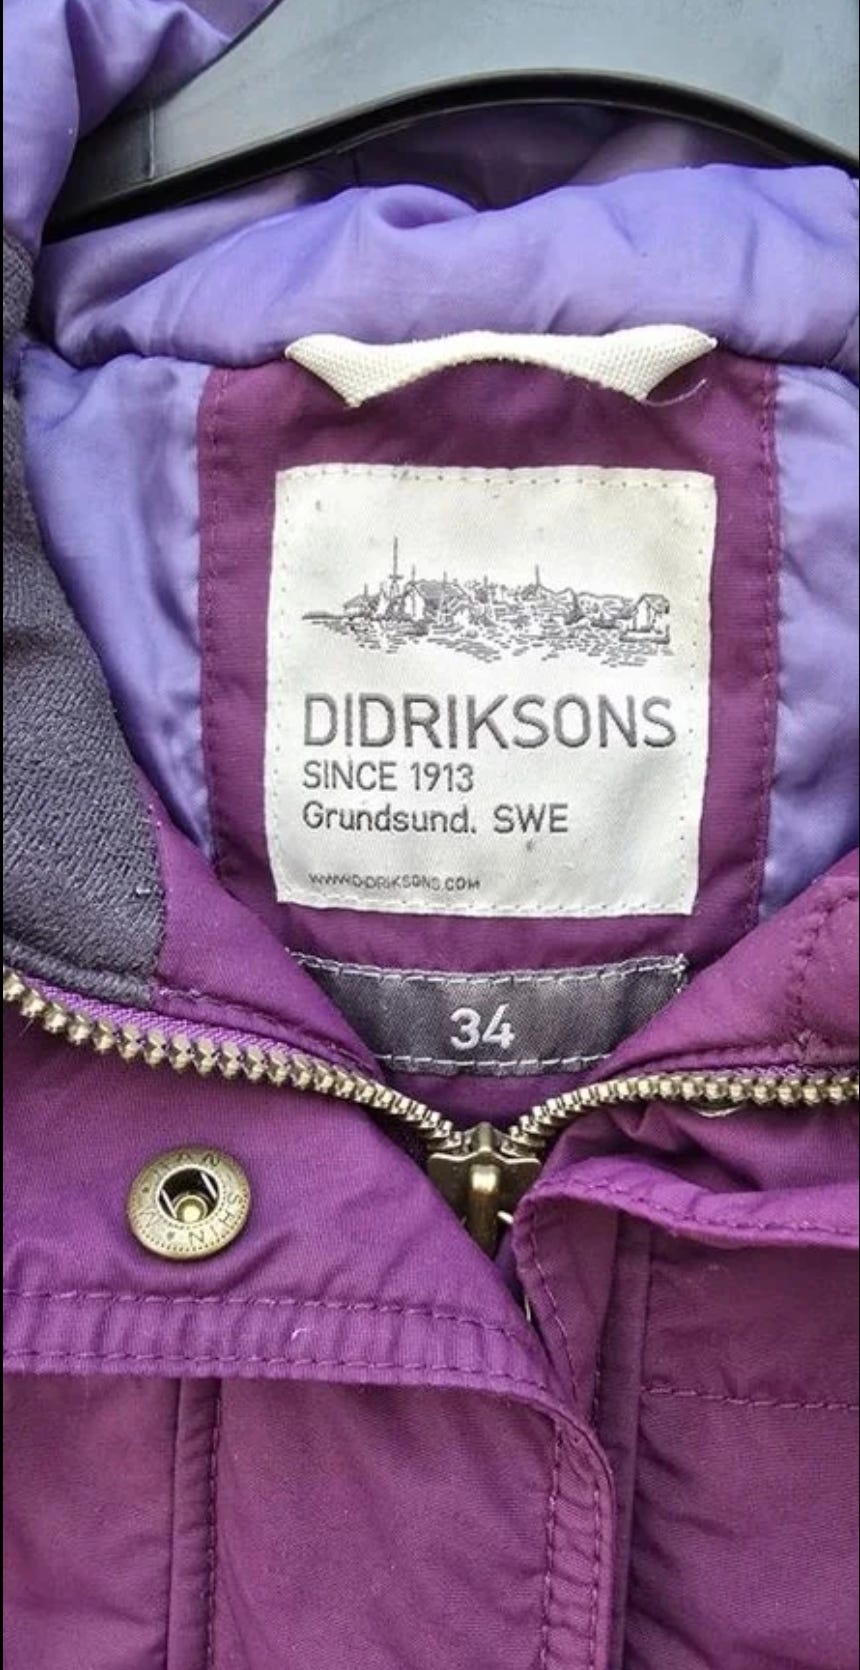 DIDRIKSONS
SINCE 1913
Grundsund. SWE
WWW.DIDRIKSONS.COM
34